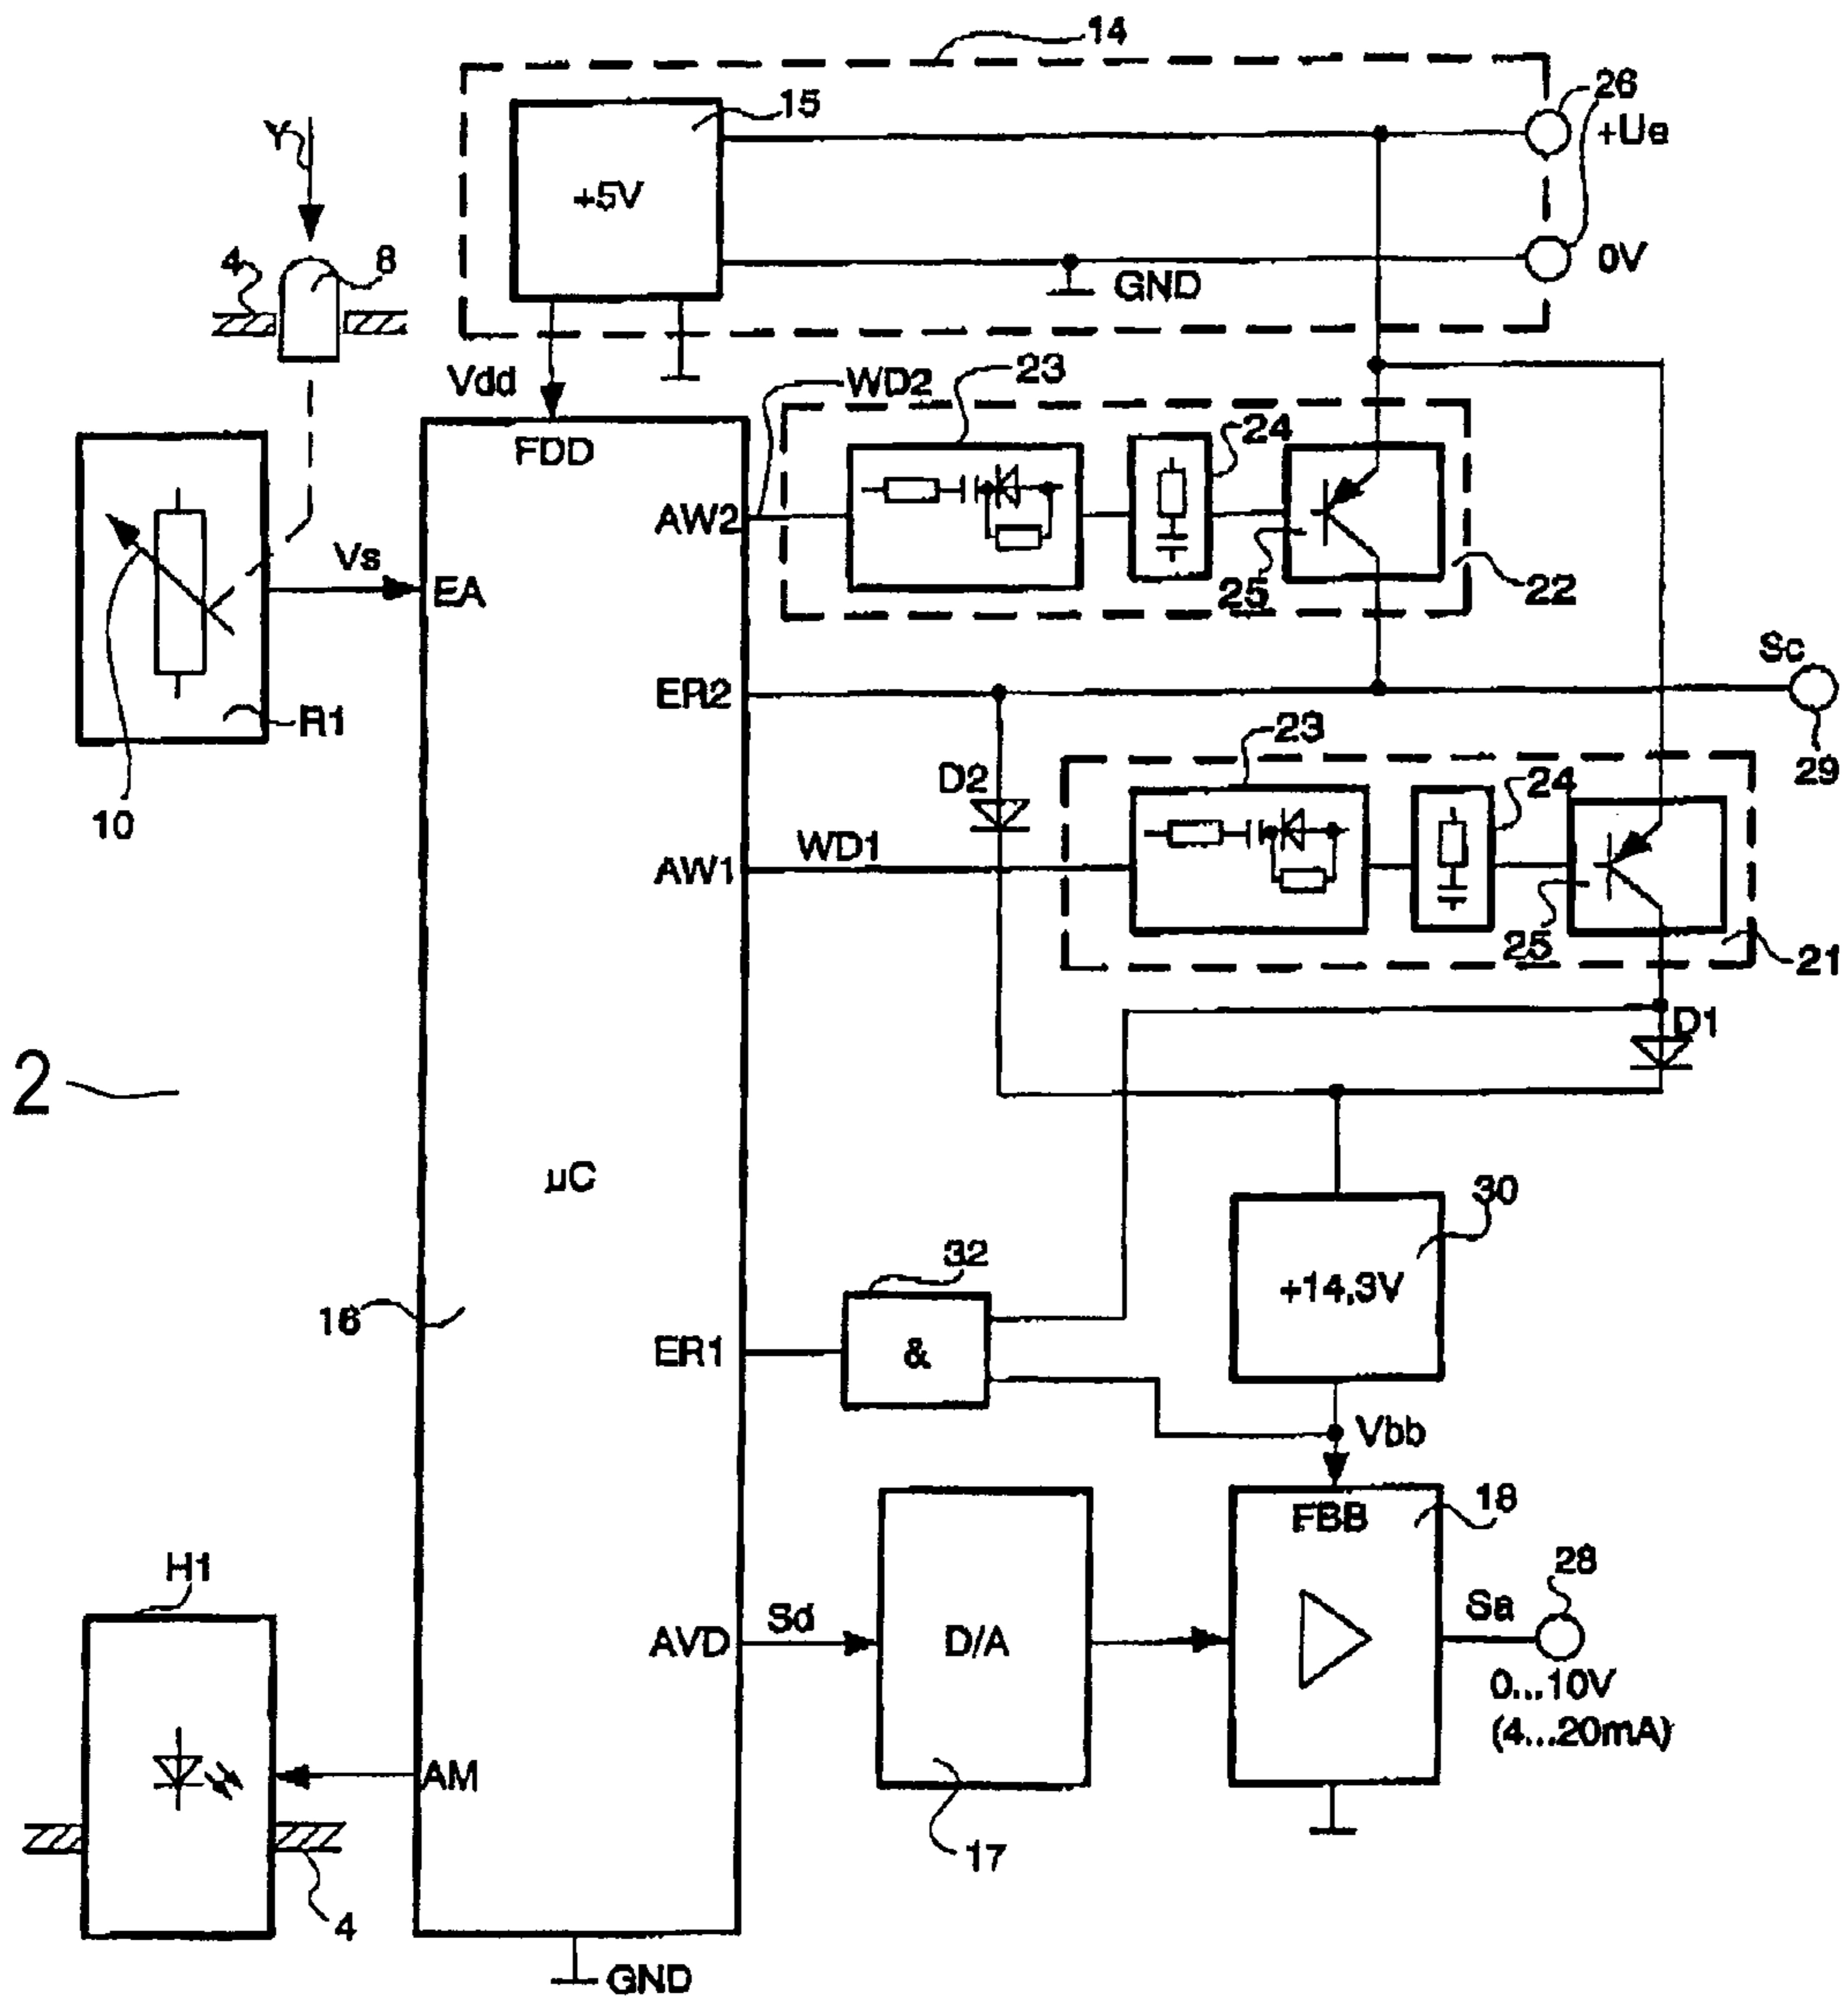 14
15
26
+Ue
Y
+5V
4
8
0V
GND
Vdd
WD2
23
24
FDD
AW2
Vs
EA
25
22
Sc
ER2
R1
29
23
D2
24
10
WD1
AW1
25
21
D1
2
µC
30
32
+14,3V
16
ER1
&
Vbb
FBB
18
H1
28
Sd
Sa
AVD
D/A
0...10V
(4...20mA)
AM
17
4
GND